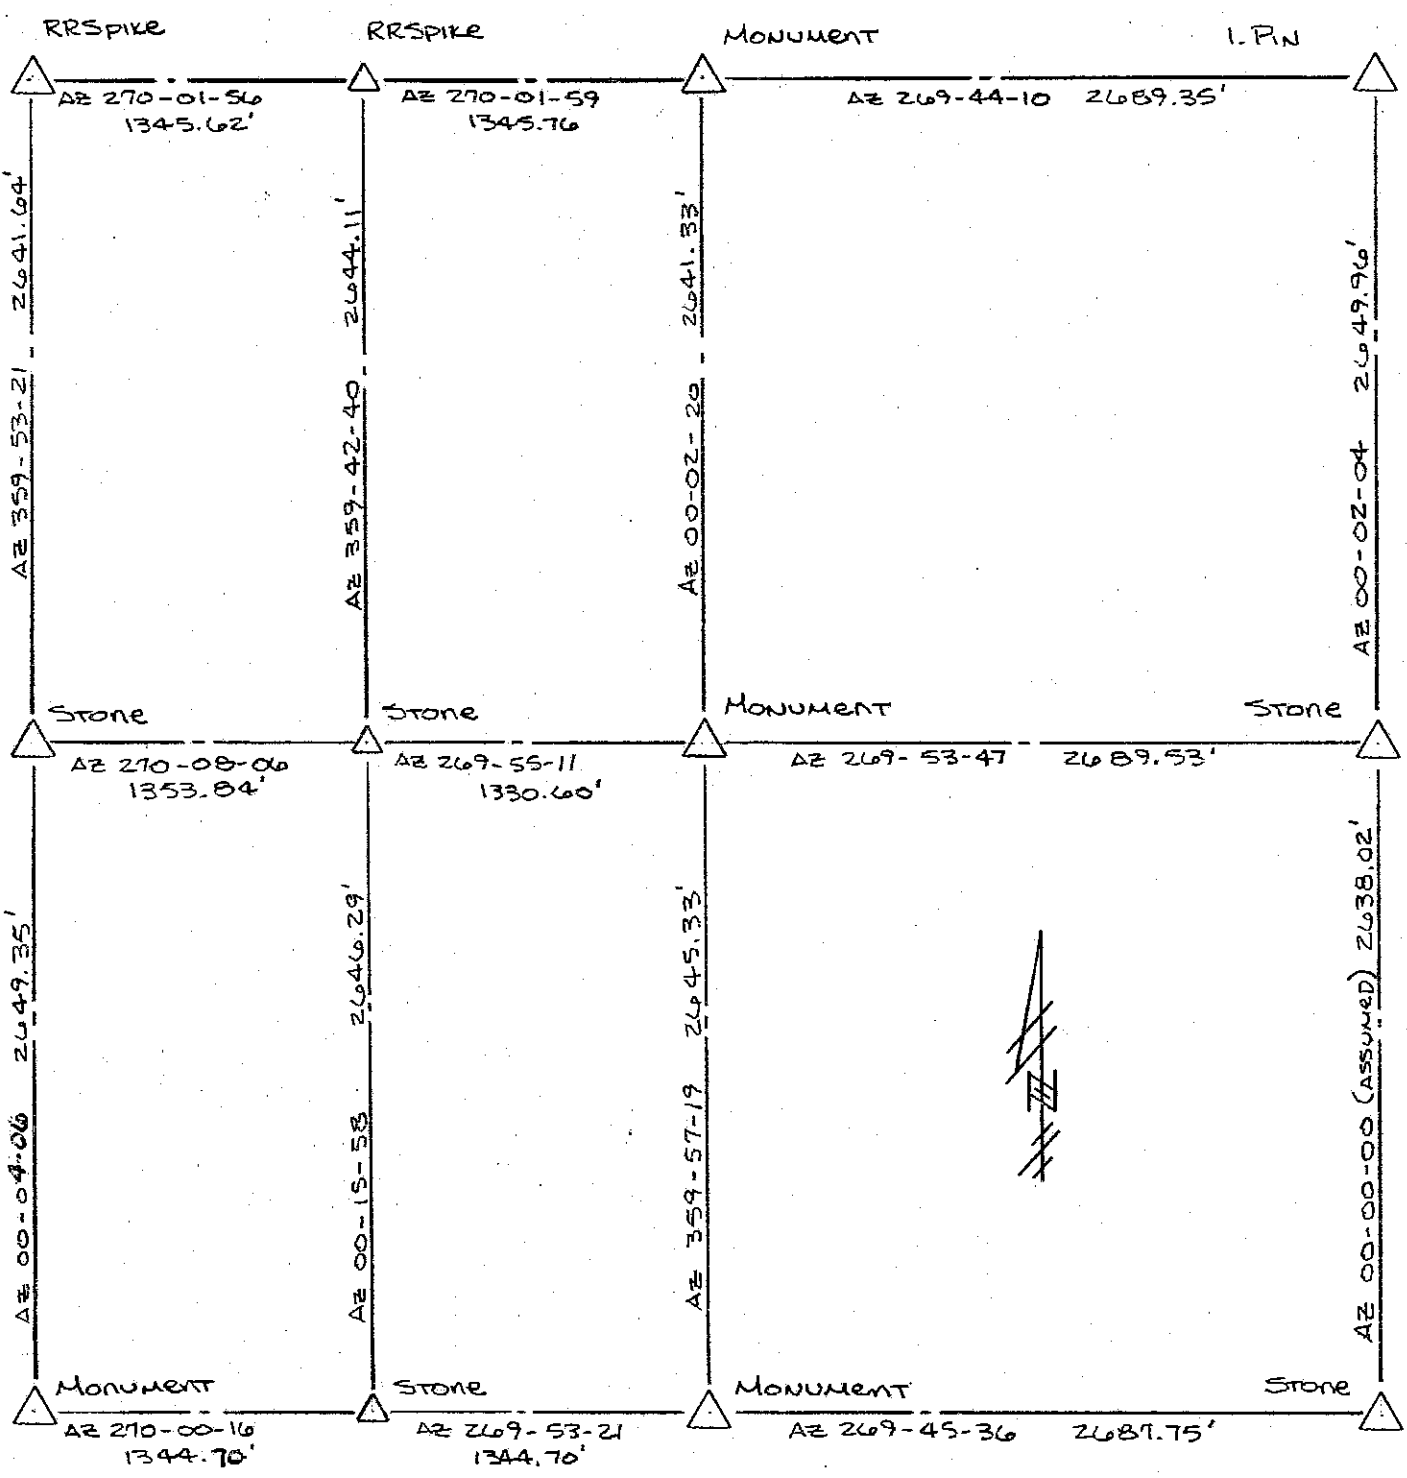 RRSpike
RRSpike
Monument
I. Pin
AZ 270-01-56
1345.62'
AZ 270-01-59
1345.76
AZ 269-44-10 2689.35'
AZ 359-53-21 2641.64'
AZ 359-42-40 2644.11'
AZ 00-02-20 2641.33'
AZ 00-02-04 2649.96'
Stone
Stone
Monument
Stone
AZ 270-08-06
1353.84'
AZ 269-55-11
1330.60'
AZ 269-53-47 2689.53'
AZ 00-04-06 2649.35'
AZ 00-15-58 2646.29'
AZ 359-57-19 2645.33'
AZ 00-00-00 (Assumed) 2638.02'
N
Monument
Stone
Monument
Stone
AZ 270-00-16
1344.70'
AZ 269-53-21
1344.70'
AZ 269-45-36 2687.75'